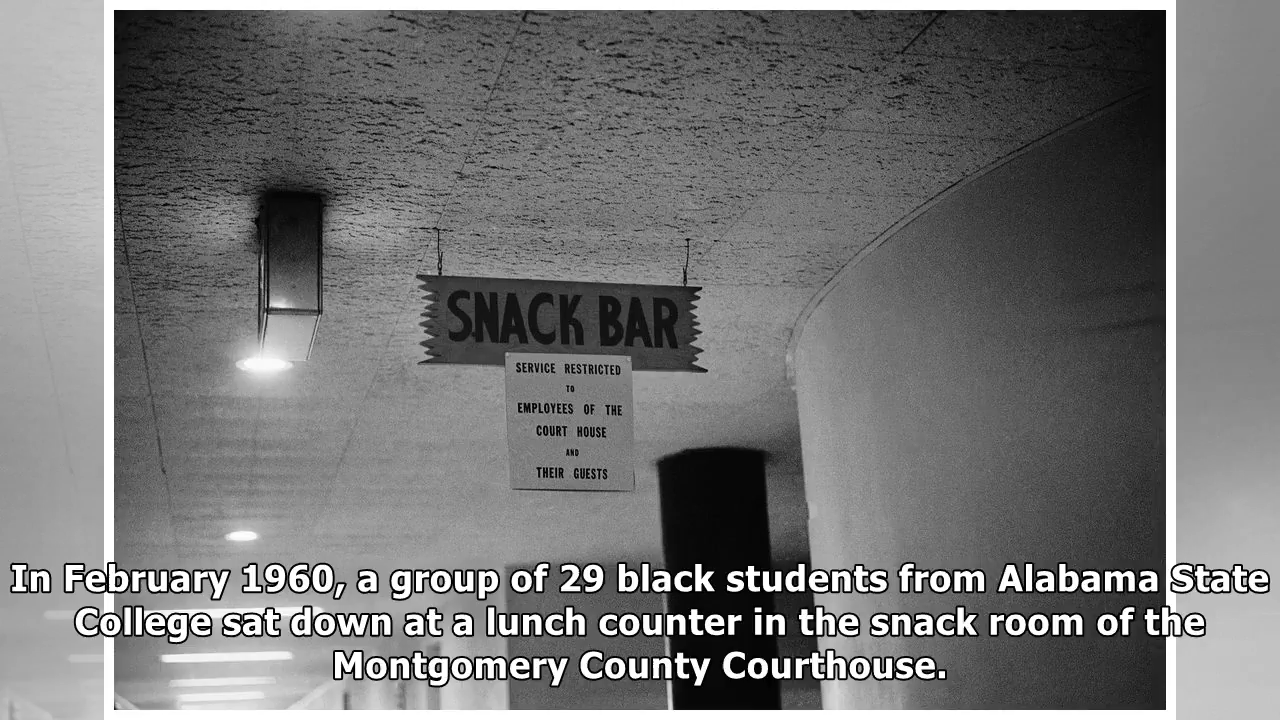 SNACK BAR
SERVICE RESTRICTED
TO
EMPLOYEES OF THE
COURT HOUSE
AND
THEIR GUESTS
In February 1960, a group of 29 black students from Alabama State
College sat down at a lunch counter in the snack room of the
Montgomery County Courthouse.